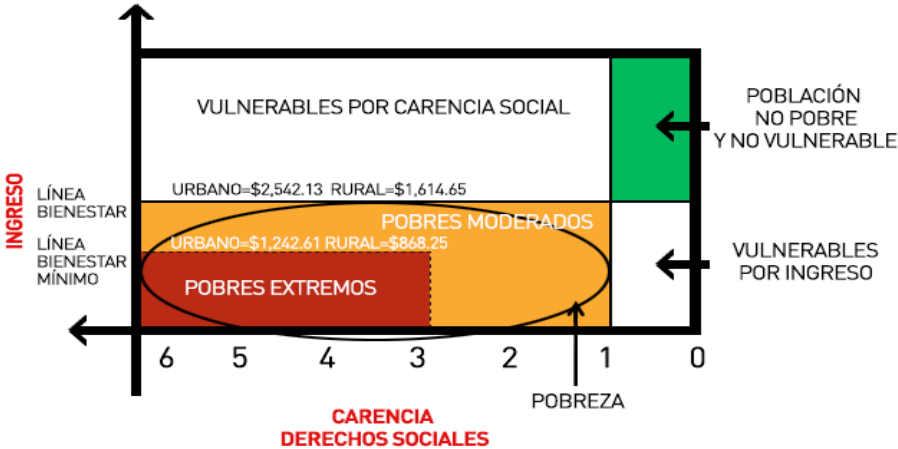 VULNERABLES POR CARENCIA SOCIAL
POBLACIÓN
NO POBRE
Y NO VULNERABLE
INGRESO
LÍNEA
BIENESTAR
URBANO=$2,542.13 RURAL=$1,614.65
POBRES MODERADOS
LÍNEA
BIENESTAR
MÍNIMO
URBANO=$1,242.61 RURAL=$868.25
POBRES EXTREMOS
VULNERABLES
POR INGRESO
6 5 4 3 2 1 0
POBREZA
CARENCIA
DERECHOS SOCIALES